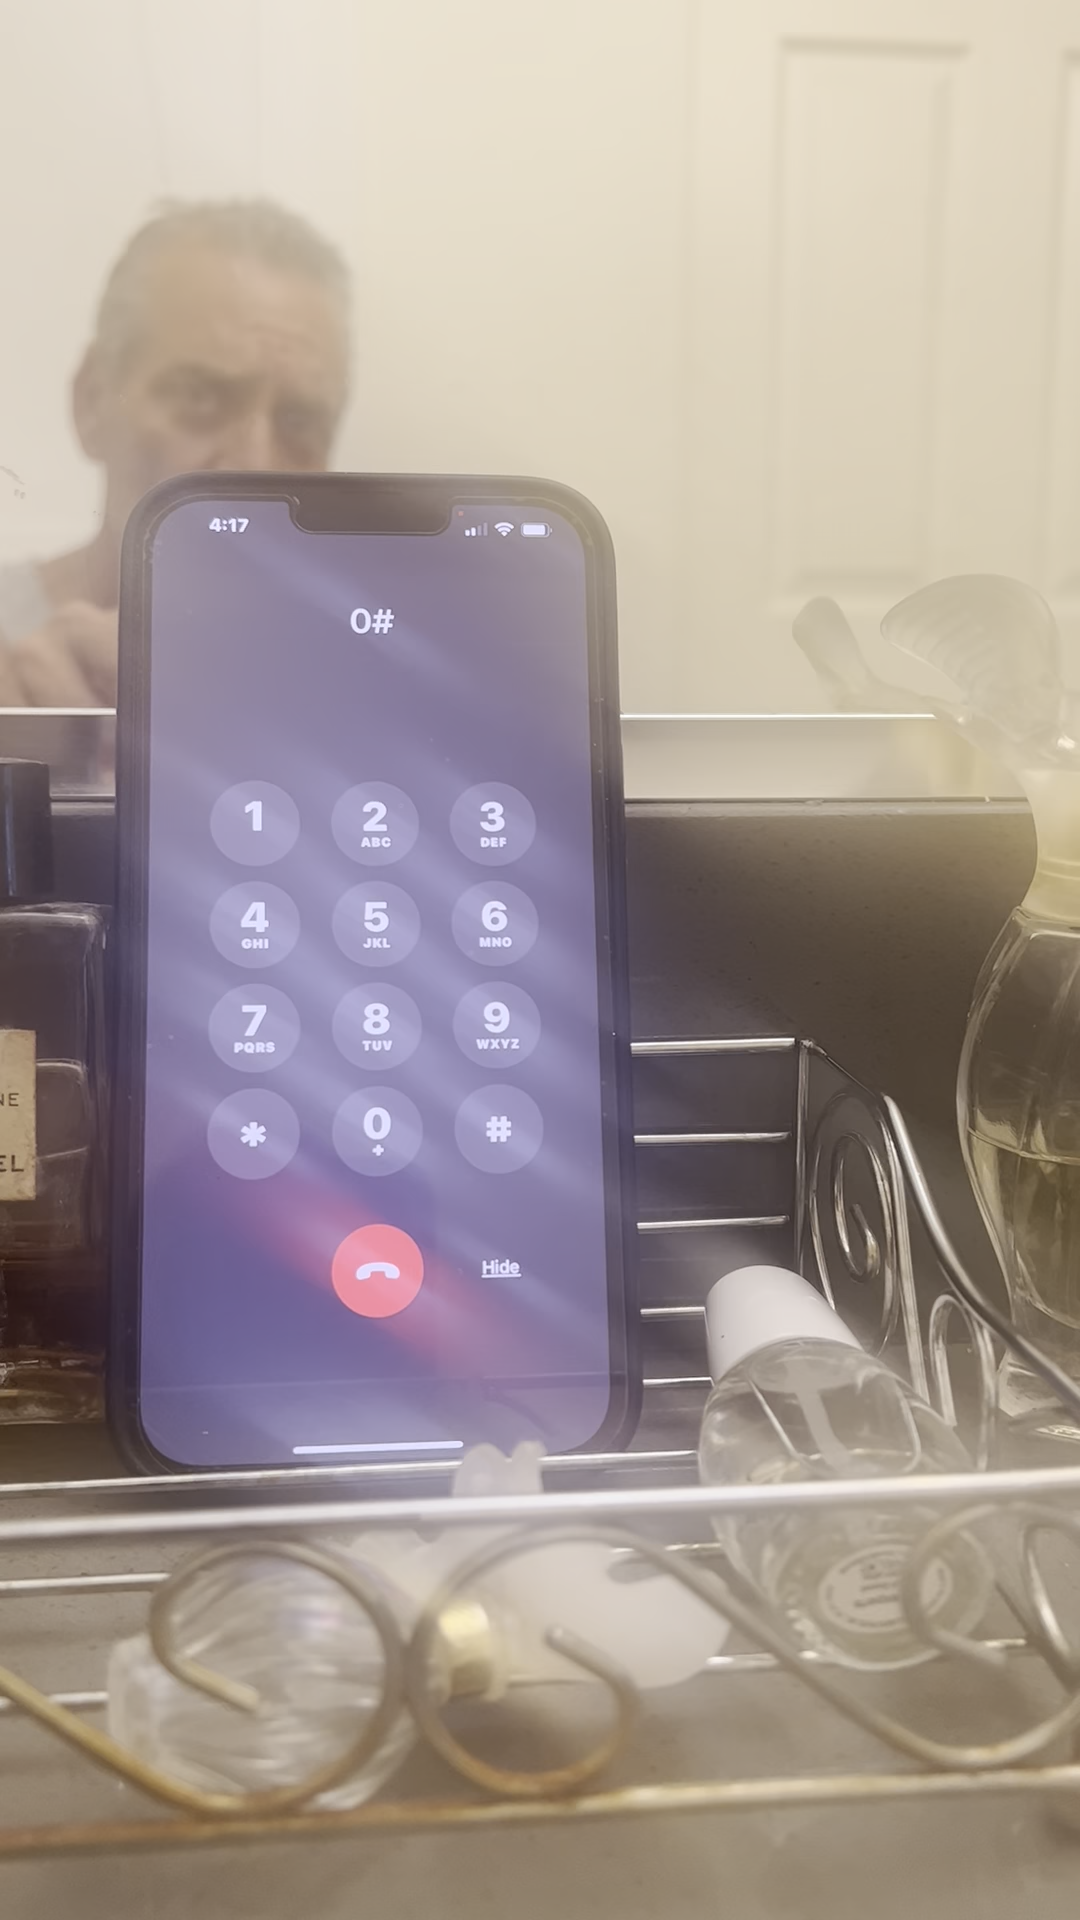 4:17
0#
1
2
ABC
3
DEF
4
GHI
5
JKL
6
MNO
7
PQRS
8
TUV
9
WXYZ
*
0
+
#
Hide
NE
EL